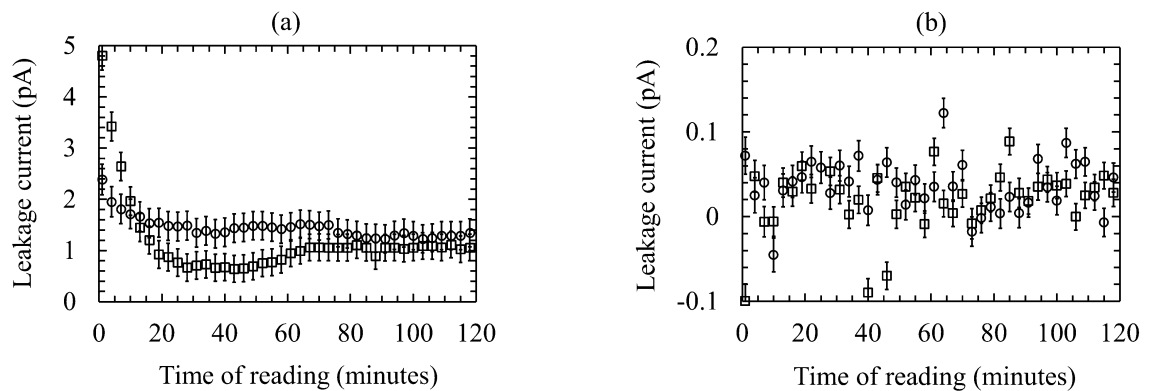 (a)
Leakage current (pA)
5
4
3
2
1
0
0 20 40 60 80 100 120
Time of reading (minutes)
(b)
Leakage current (pA)
0.2
0.1
0
-0.1
0 20 40 60 80 100 120
Time of reading (minutes)